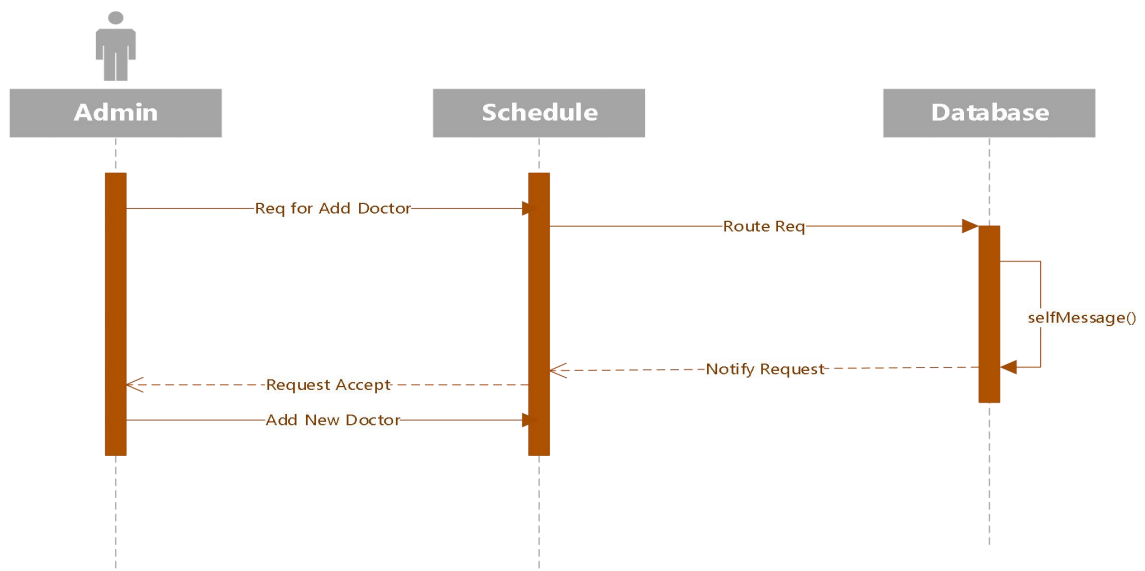 Admin
Schedule
Database
Req for Add Doctor
Route Req
selfMessage()
Notify Request
Request Accept
Add New Doctor